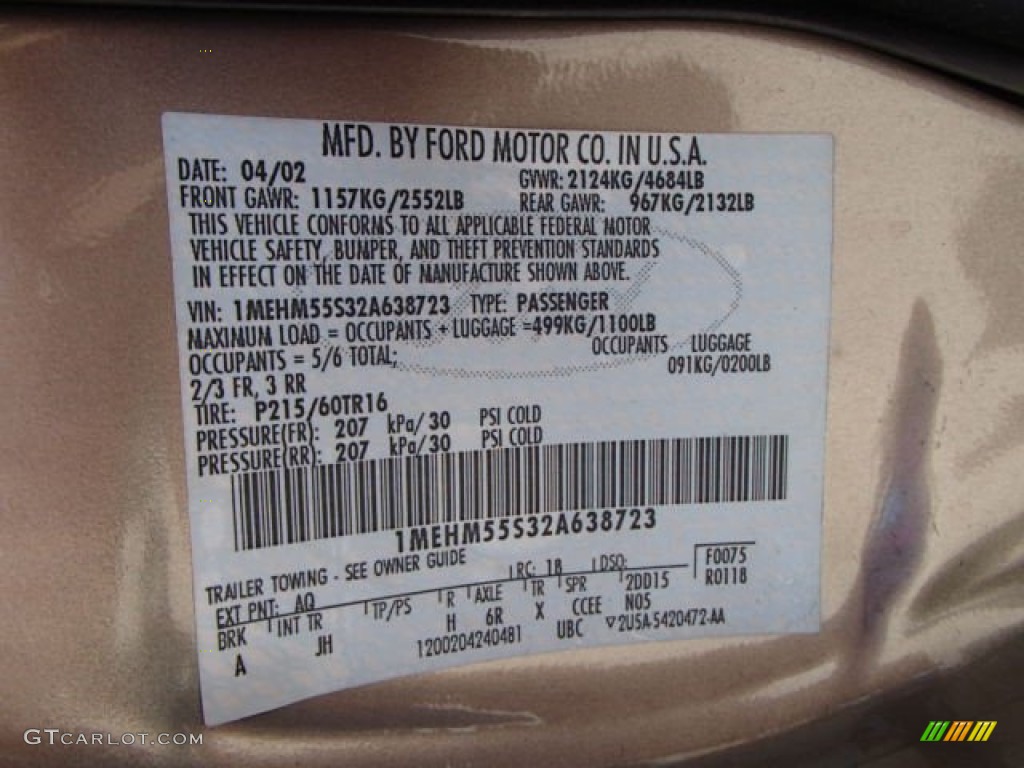 MFD. BY FORD MOTOR CO. IN U.S.A.
DATE: 04/02 GVWR: 2124KG/4684LB
FRONT GAWR: 1157KG/2552LB REAR GAWR: 967KG/2132LB
THIS VEHICLE CONFORMS TO ALL APPLICABLE FEDERAL MOTOR
VEHICLE SAFETY, BUMPER, AND THEFT PREVENTION STANDARDS
IN EFFECT ON THE DATE OF MANUFACTURE SHOWN ABOVE.
VIN: 1MEHM55S32A638723 TYPE: PASSENGER
MAXIMUM LOAD = OCCUPANTS + LUGGAGE =499KG/1100LB
OCCUPANTS = 5/6 TOTAL; OCCUPANTS LUGGAGE
2/3 FR, 3 RR 091KG/0200LB
TIRE: P215/60TR16
PRESSURE(FR): 207 kPa/30 PSI COLD
PRESSURE(RR): 207 kPa/30 PSI COLD
1MEHM55S32A638723
TRAILER TOWING - SEE OWNER GUIDE
EXT PNT: AQ RC: 18 DSO: F0075
BRK INT TR TP/PS R AXLE TR SPR 2DD15 R0118
A JH H 6R X CCEE N05
1200204240481 UBC ▽2U5A-5420472-AA
GTCARLOT.COM